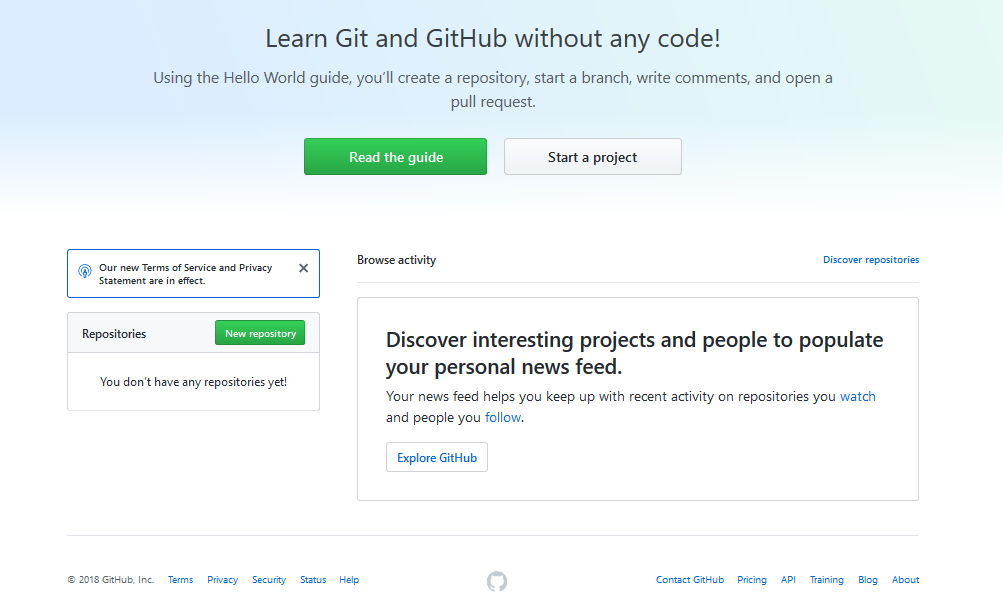 Learn Git and GitHub without any code!
Using the Hello World guide, you’ll create a repository, start a branch, write comments, and open a
pull request.
Read the guide
Start a project
Our new Terms of Service and Privacy
Statement are in effect.
Repositories
New repository
You don’t have any repositories yet!
Browse activity
Discover repositories
Discover interesting projects and people to populate
your personal news feed.
Your news feed helps you keep up with recent activity on repositories you watch
and people you follow.
Explore GitHub
© 2018 GitHub, Inc. Terms Privacy Security Status Help
Contact GitHub Pricing API Training Blog About